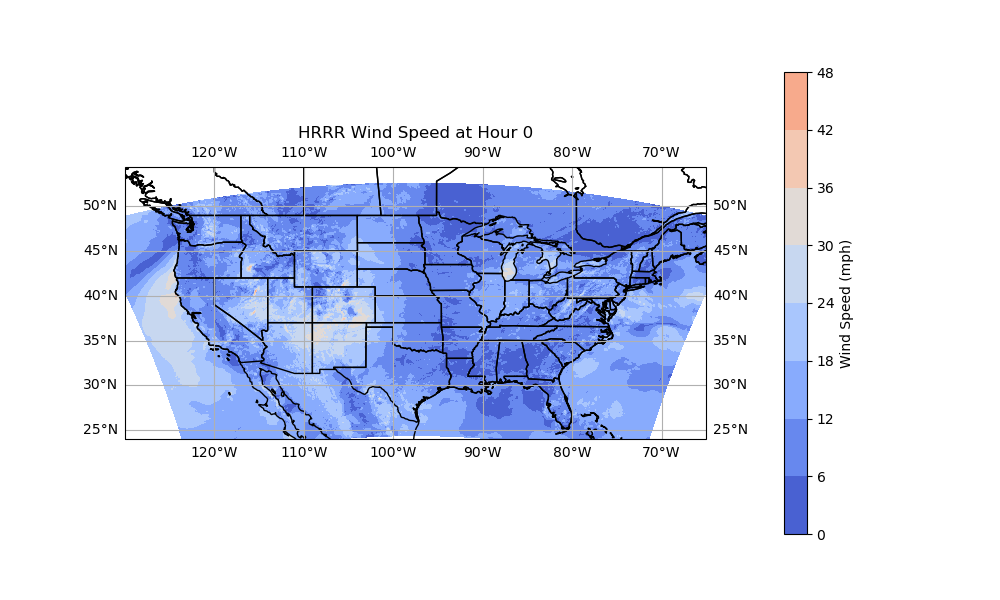 HRRR Wind Speed at Hour 0
120°W 110°W 100°W 90°W 80°W 70°W
50°N 50°N
45°N 45°N
40°N 40°N
35°N 35°N
30°N 30°N
25°N 25°N
120°W 110°W 100°W 90°W 80°W 70°W
48
42
36
30
24
18
12
6
0
Wind Speed (mph)